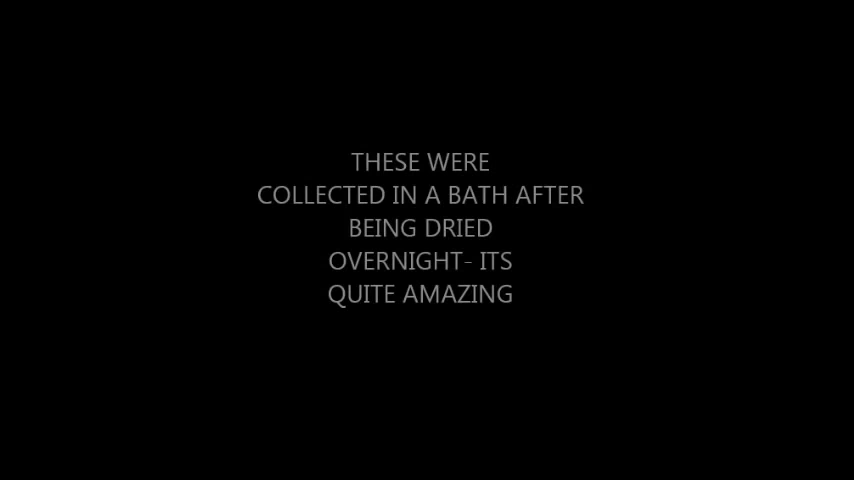 THESE WERE
COLLECTED IN A BATH AFTER
BEING DRIED
OVERNIGHT- ITS
QUITE AMAZING